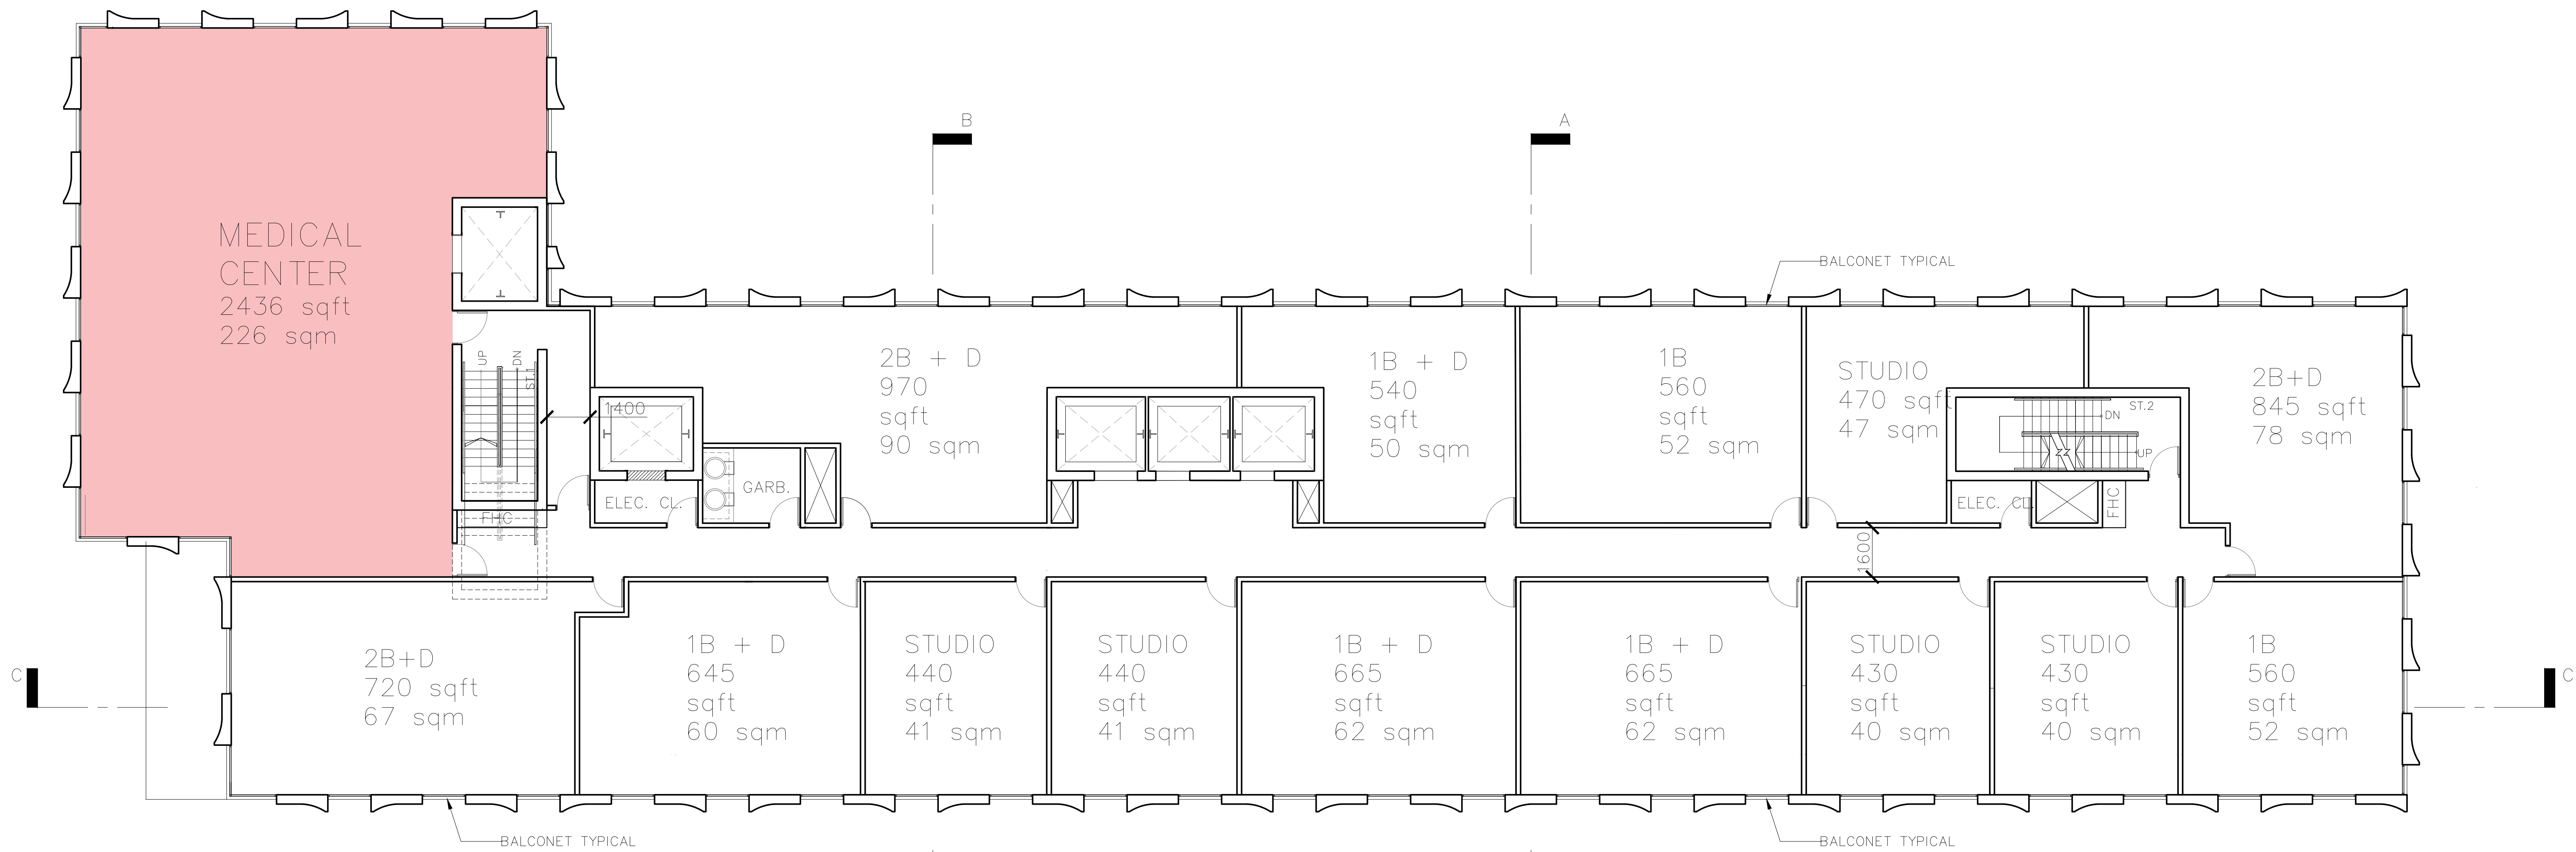 B
A
MEDICAL
CENTER
2436 sqft
226 sqm
BALCONET TYPICAL
UP
DN
ST.1
1400
2B + D
970
sqft
90 sqm
1B + D
540
sqft
50 sqm
1B
560
sqft
52 sqm
STUDIO
470 sqft
47 sqm
ST.2
DN
UP
2B+D
845 sqft
78 sqm
FHC
ELEC. CL.
GARB.
ELEC. CL.
FHC
1600
C
2B+D
720 sqft
67 sqm
1B + D
645
sqft
60 sqm
STUDIO
440
sqft
41 sqm
STUDIO
440
sqft
41 sqm
1B + D
665
sqft
62 sqm
1B + D
665
sqft
62 sqm
STUDIO
430
sqft
40 sqm
STUDIO
430
sqft
40 sqm
1B
560
sqft
52 sqm
C
BALCONET TYPICAL
BALCONET TYPICAL